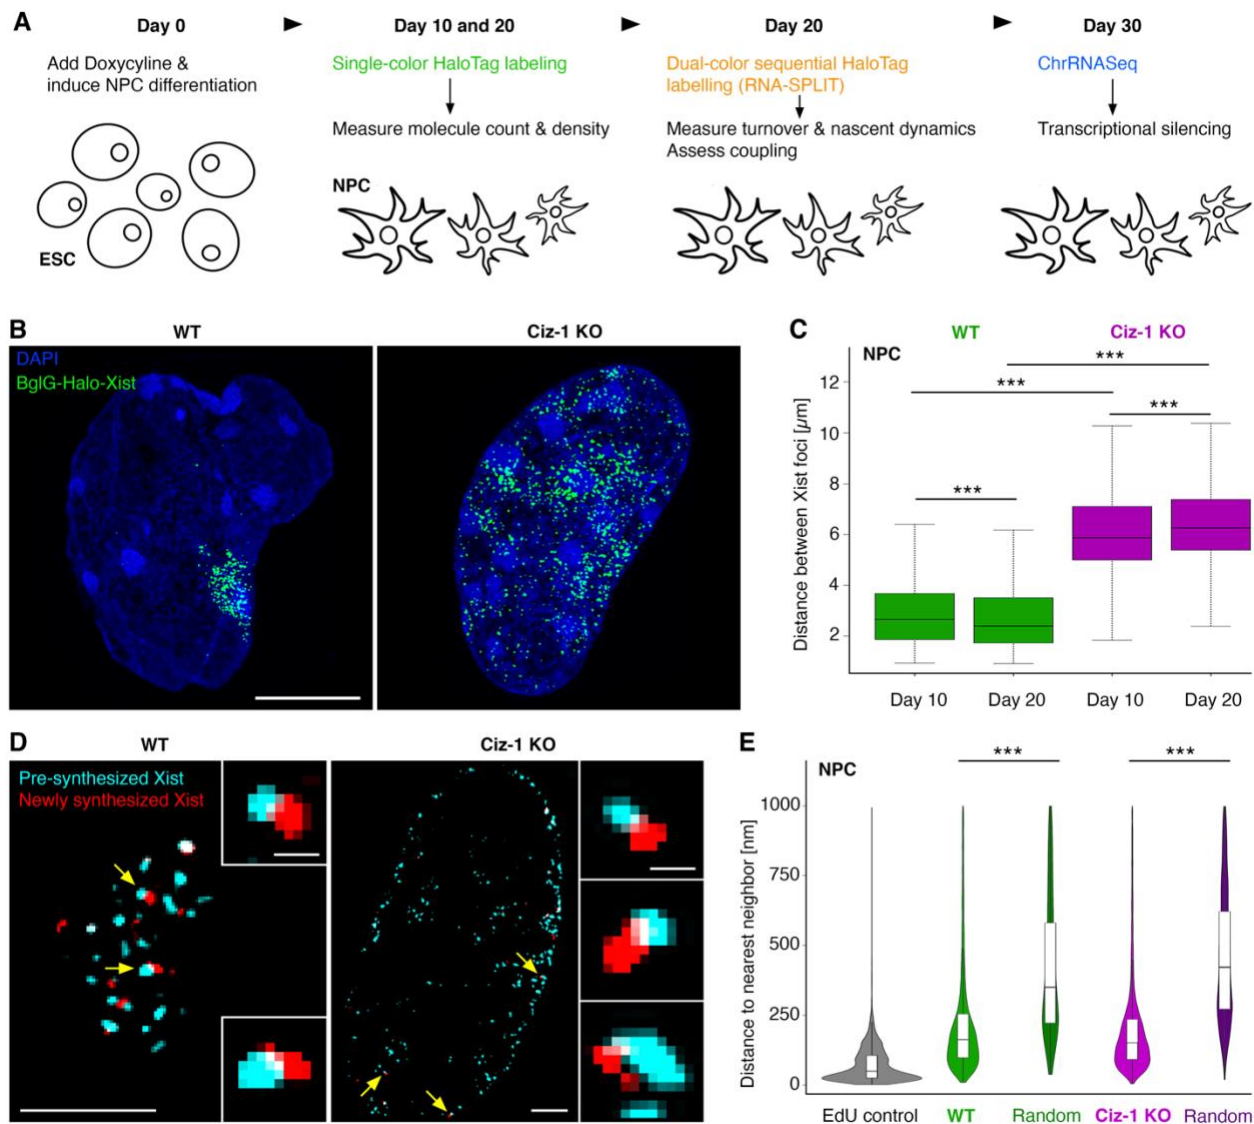 A
Day 0
Day 10 and 20
Day 20
Day 30
Add Doxycyline &
induce NPC differentiation
Single-color HaloTag labeling
Dual-color sequential HaloTag
labelling (RNA-SPLIT)
ChrRNASeq
Measure molecule count & density
Measure turnover & nascent dynamics
Assess coupling
Transcriptional silencing
NPC
ESC
B
WT
Ciz-1 KO
DAPI
BglG-Halo-Xist
C
WT
Ciz-1 KO
NPC
***
***
***
***
Distance between Xist foci [µm]
12
10
8
6
4
2
Day 10
Day 20
Day 10
Day 20
D
WT
Ciz-1 KO
Pre-synthesized Xist
Newly synthesized Xist
E
NPC
***
***
Distance to nearest neighbor [nm]
1000
750
500
250
0
EdU control
WT
Random
Ciz-1 KO
Random